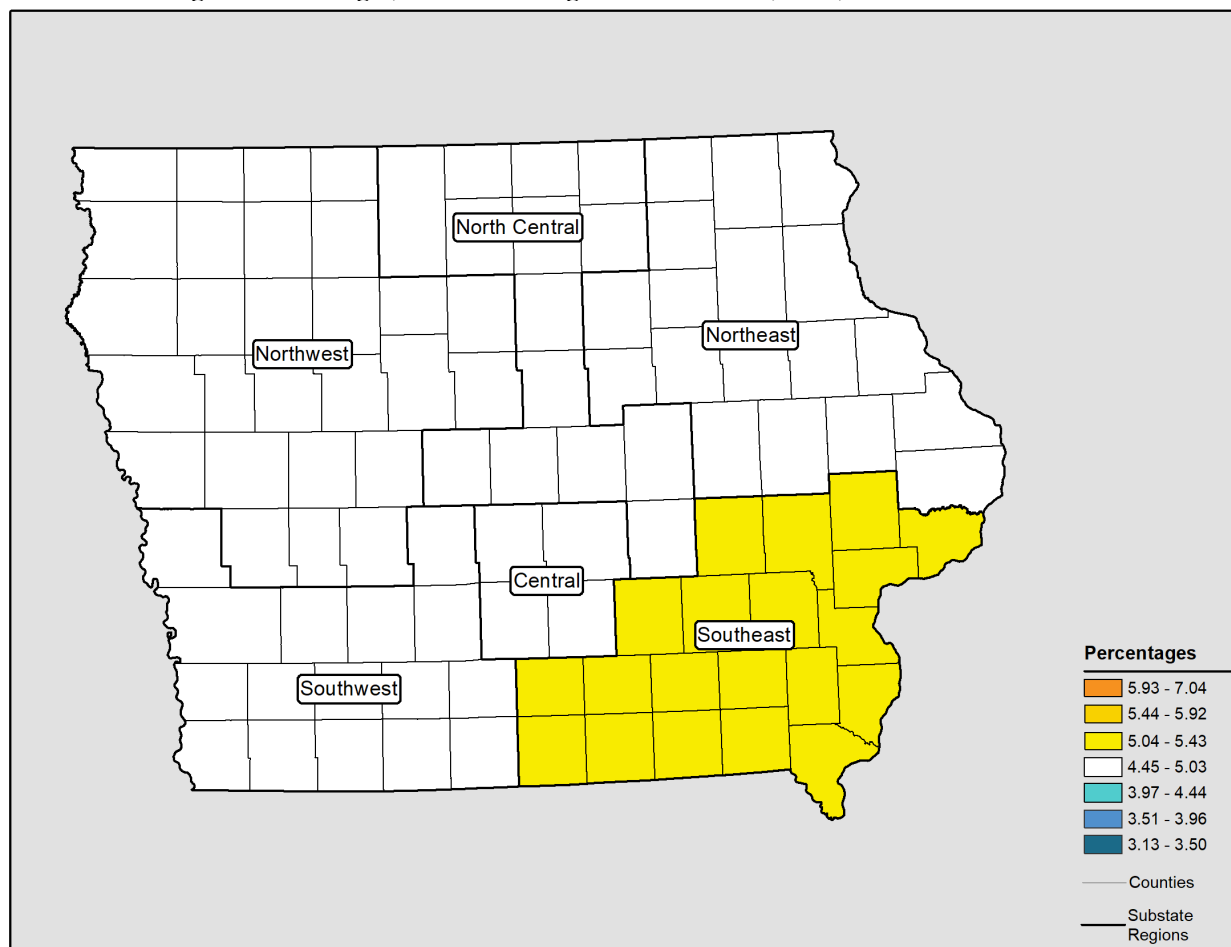 North Central
Northeast
Northwest
Central
Southeast
Southwest
Percentages
5.93 - 7.04
5.44 - 5.92
5.04 - 5.43
4.45 - 5.03
3.97 - 4.44
3.51 - 3.96
3.13 - 3.50
Counties
Substate
Regions